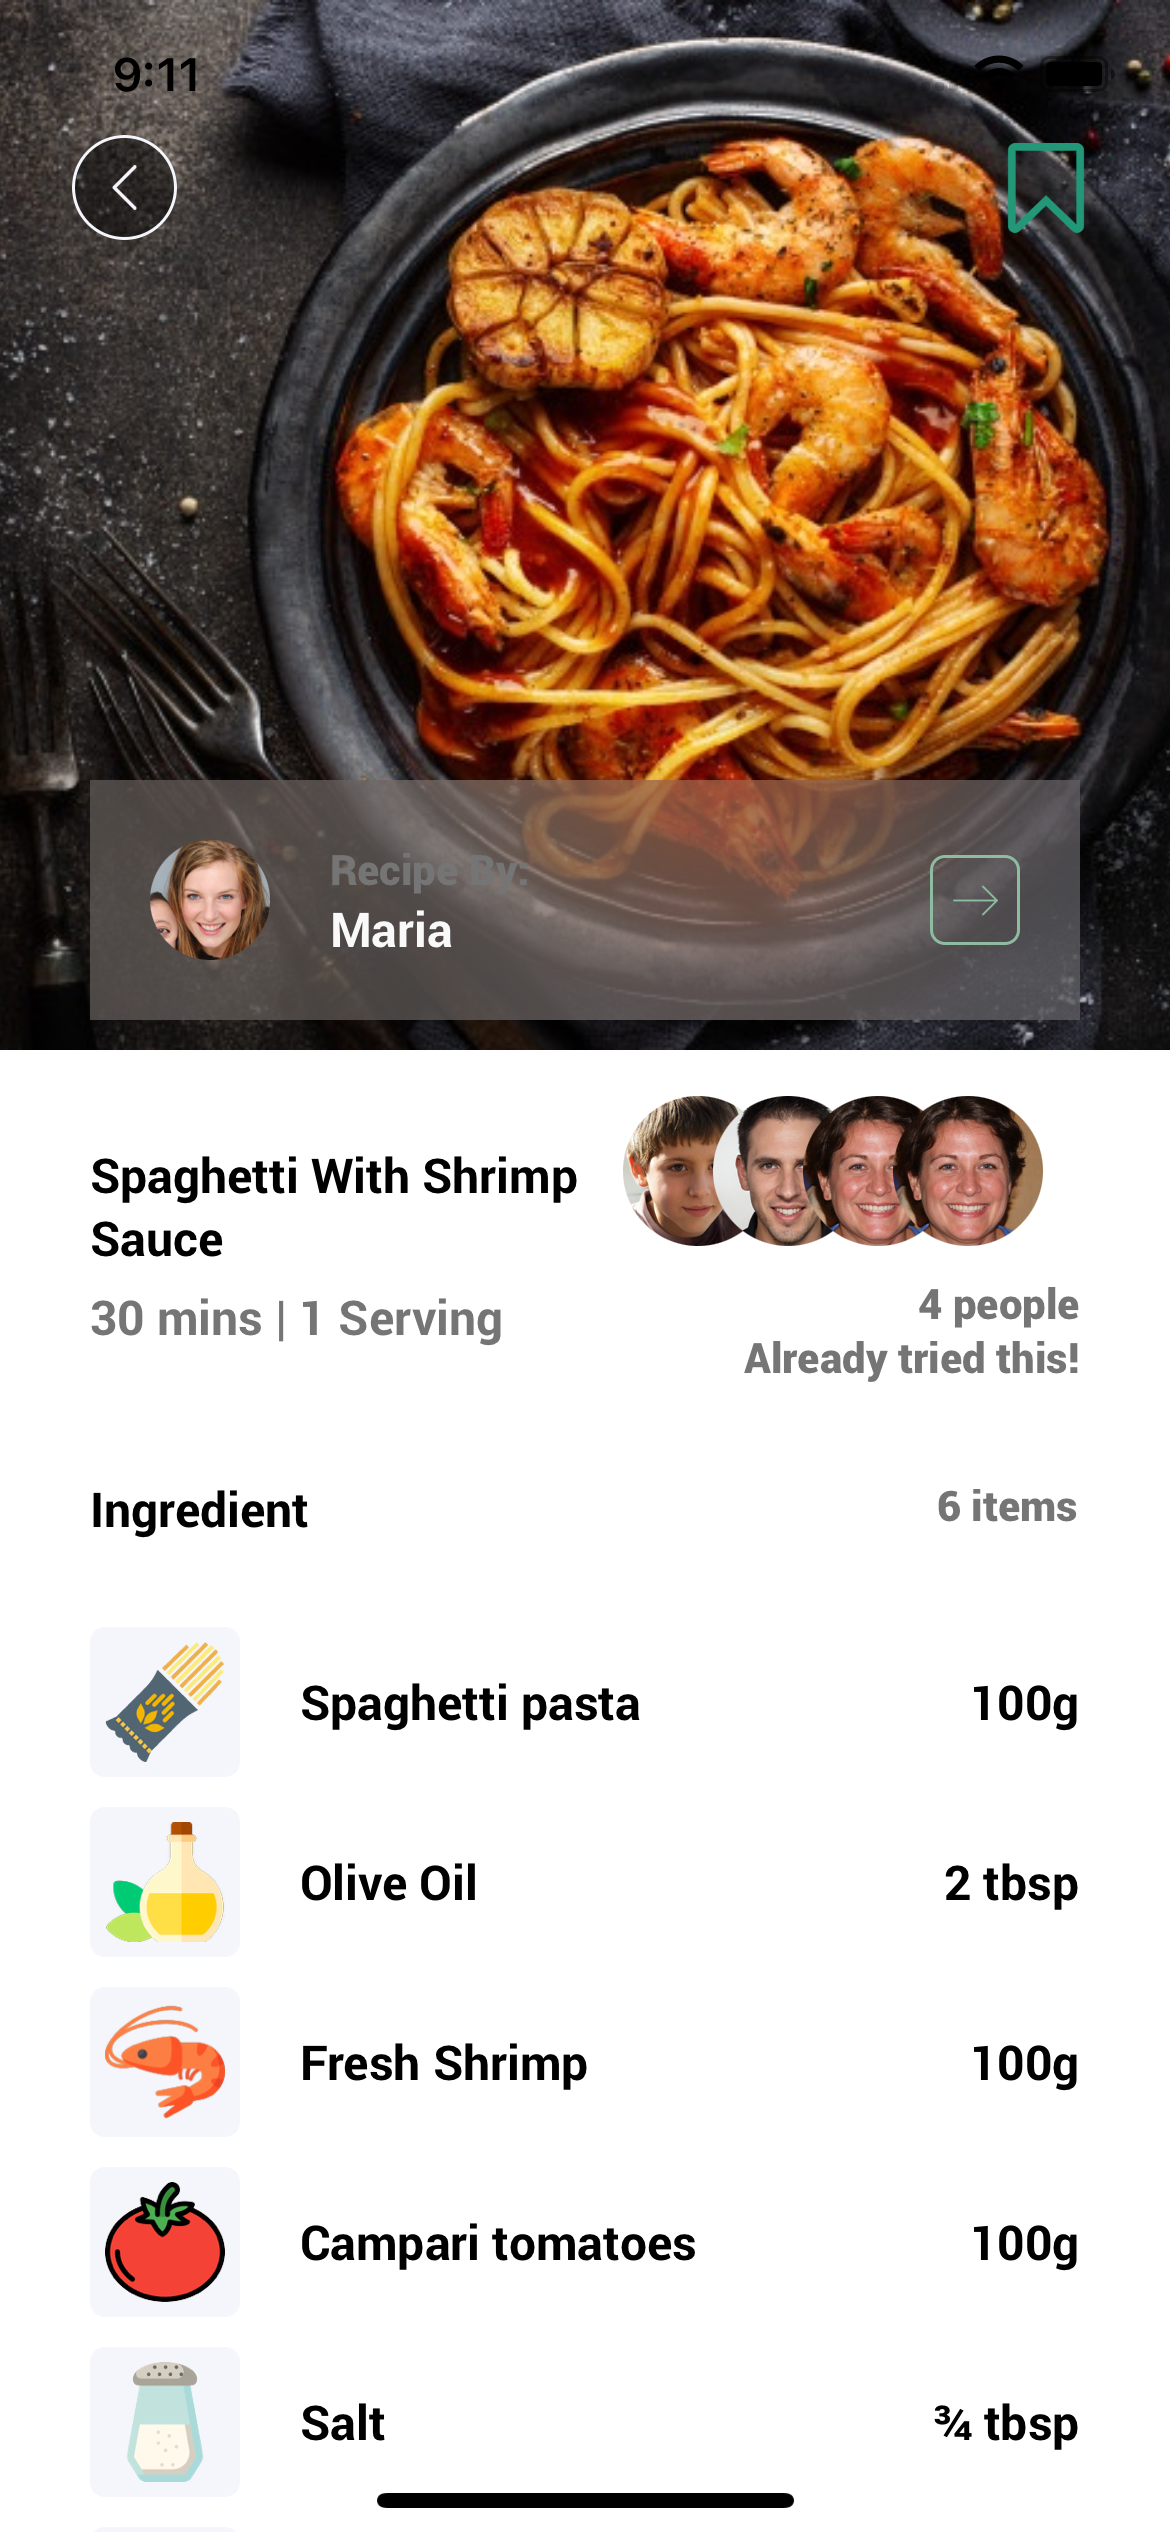 9:11
Recipe By:
Maria
Spaghetti With Shrimp
Sauce
30 mins | 1 Serving
4 people
Already tried this!
Ingredient
6 items
Spaghetti pasta
100g
Olive Oil
2 tbsp
Fresh Shrimp
100g
Campari tomatoes
100g
Salt
¾ tbsp